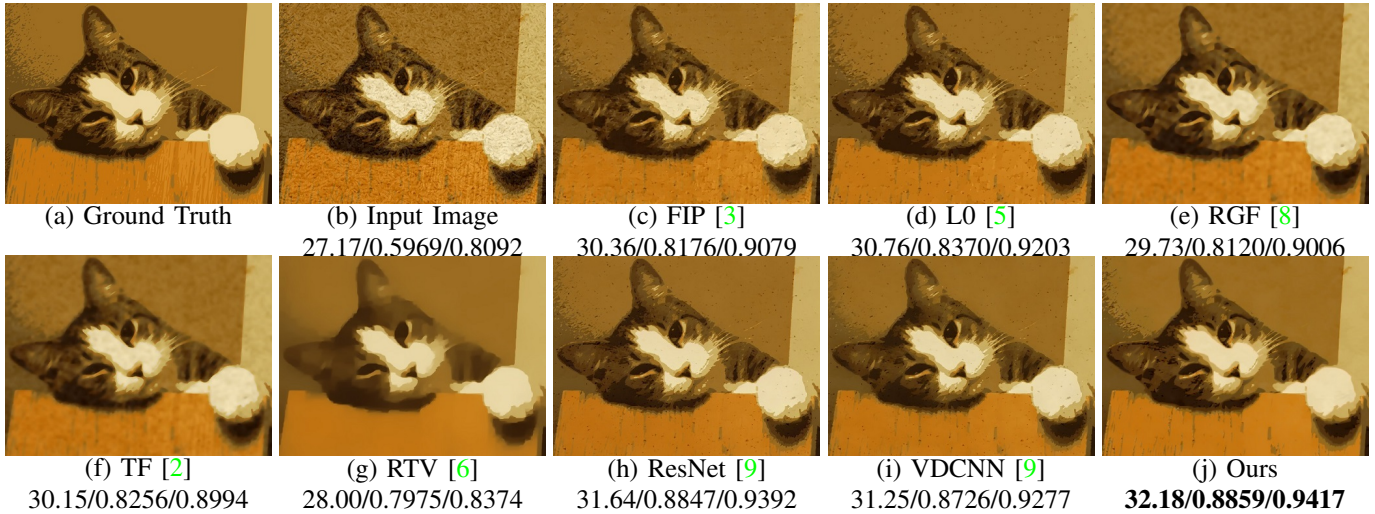 (a) Ground Truth (b) Input Image (c) FIP [3] (d) L0 [5] (e) RGF [8]
27.17/0.5969/0.8092 30.36/0.8176/0.9079 30.76/0.8370/0.9203 29.73/0.8120/0.9006
(f) TF [2] (g) RTV [6] (h) ResNet [9] (i) VDCNN [9] (j) Ours
30.15/0.8256/0.8994 28.00/0.7975/0.8374 31.64/0.8847/0.9392 31.25/0.8726/0.9277 32.18/0.8859/0.9417